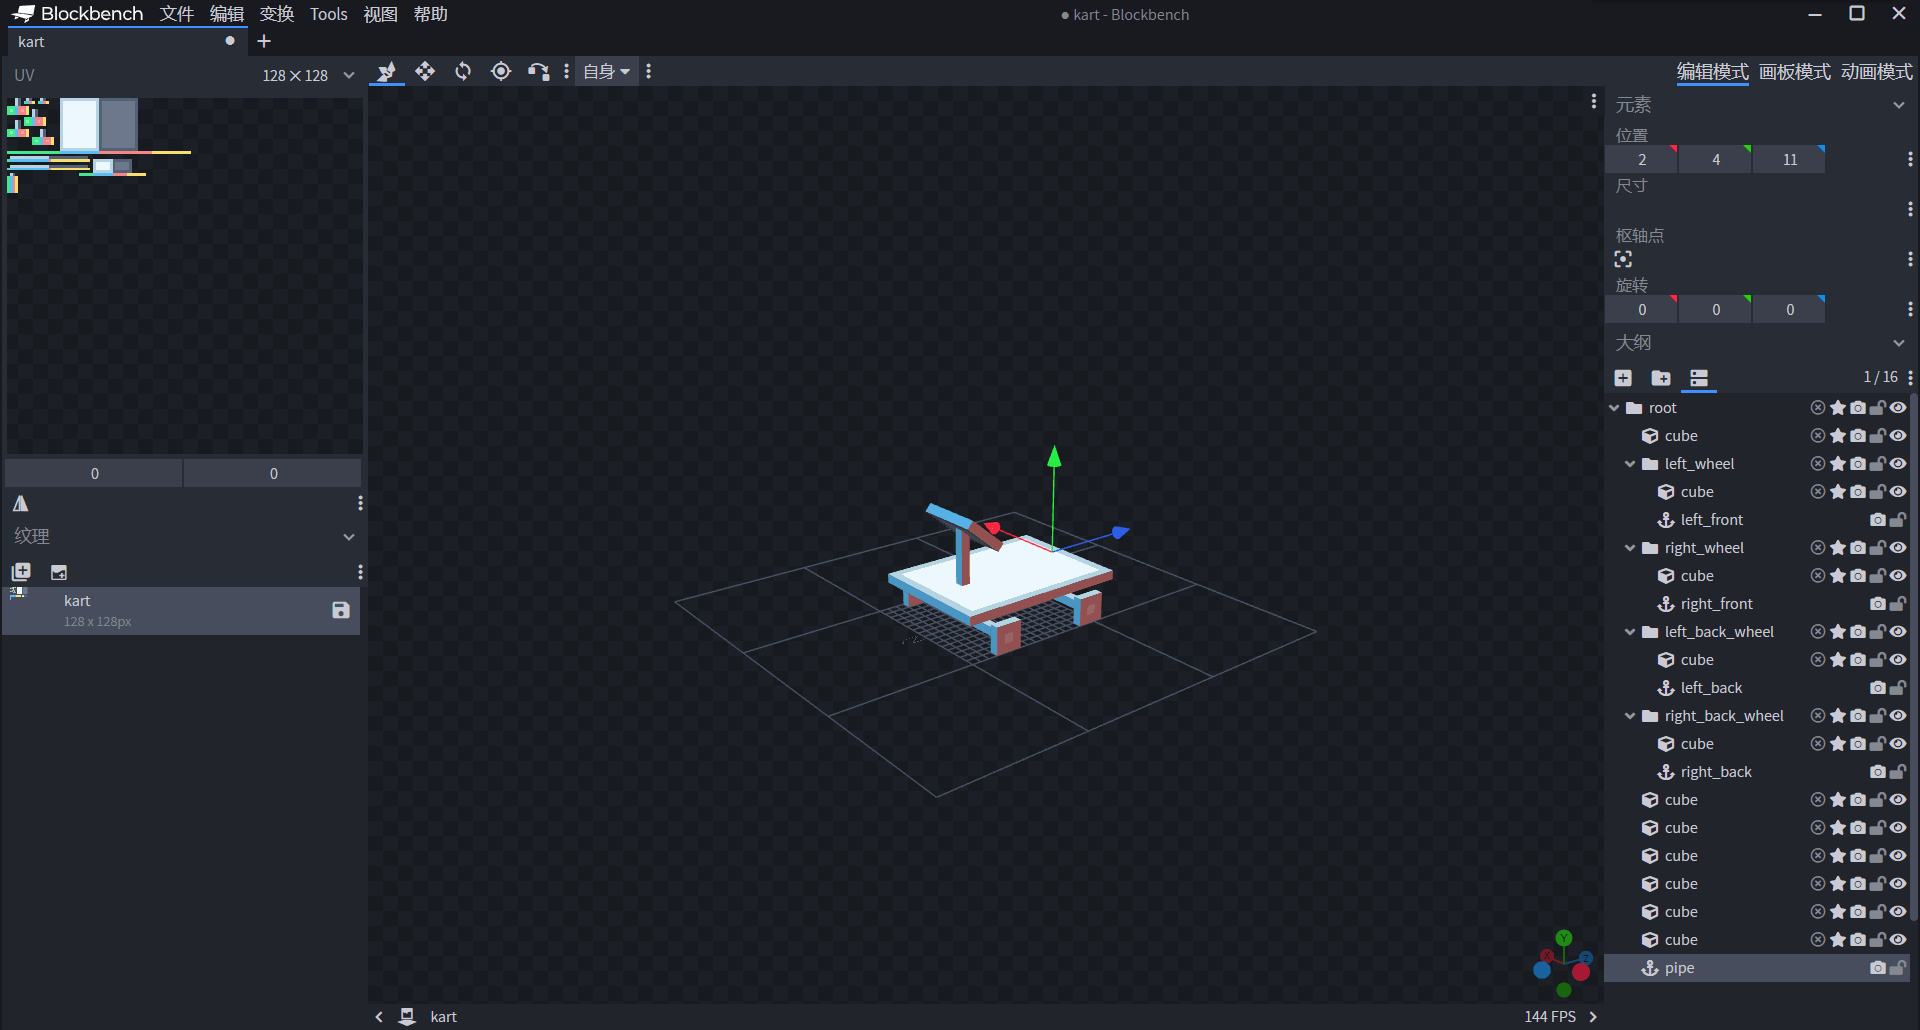 Blockbench 文件 编辑 变换 Tools 视图 帮助
● kart - Blockbench
kart
UV
128 × 128
自身
编辑模式 画板模式 动画模式
元素
位置
2 4 11
尺寸
枢轴点
旋转
0 0 0
大纲
1 / 16
0 0
纹理
kart
128 x 128px
root
cube
left_wheel
cube
left_front
right_wheel
cube
right_front
left_back_wheel
cube
left_back
right_back_wheel
cube
right_back
cube
cube
cube
cube
cube
cube
pipe
Y
X
Z
kart
144 FPS